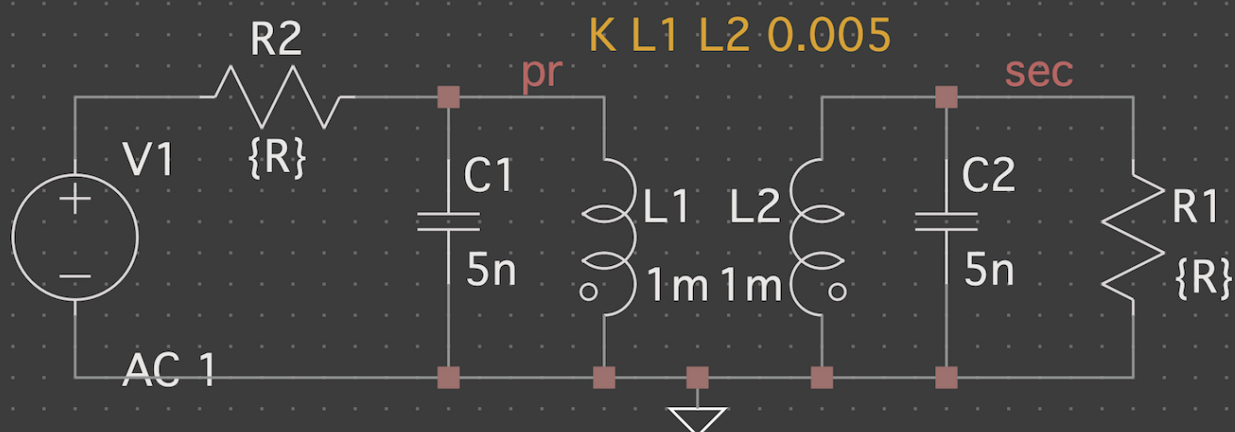 K L1 L2 0.005
R2
pr
sec
{R}
V1
C1
C2
L1
L2
R1
5n
5n
1m
1m
{R}
AC 1